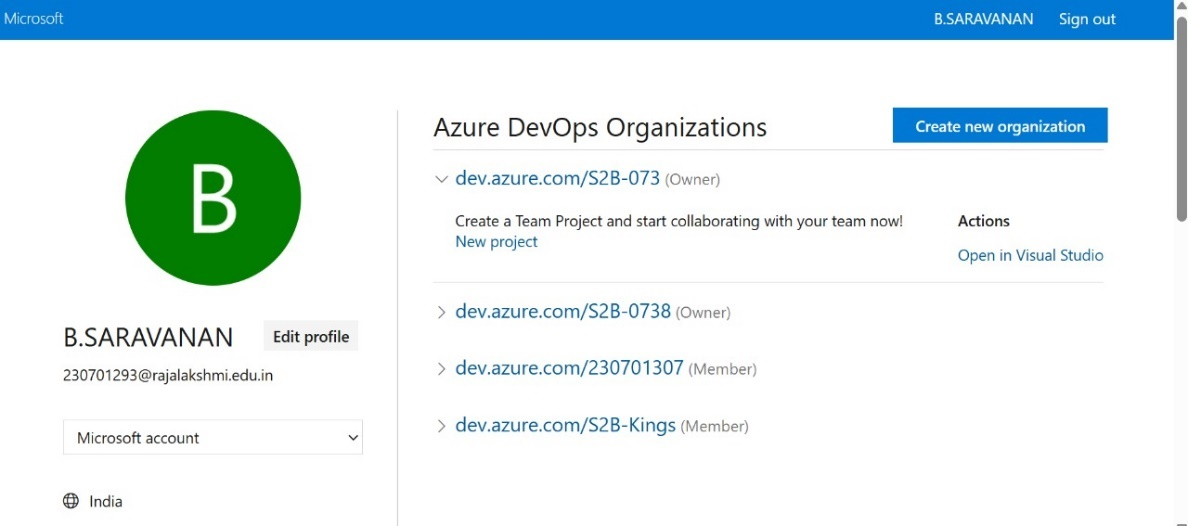 Microsoft
B.SARAVANAN Sign out
B
B.SARAVANAN Edit profile
230701293@rajalakshmi.edu.in
Microsoft account
India
Azure DevOps Organizations Create new organization
dev.azure.com/S2B-073 (Owner)
Create a Team Project and start collaborating with your team now!
New project
Actions
Open in Visual Studio
dev.azure.com/S2B-0738 (Owner)
dev.azure.com/230701307 (Member)
dev.azure.com/S2B-Kings (Member)